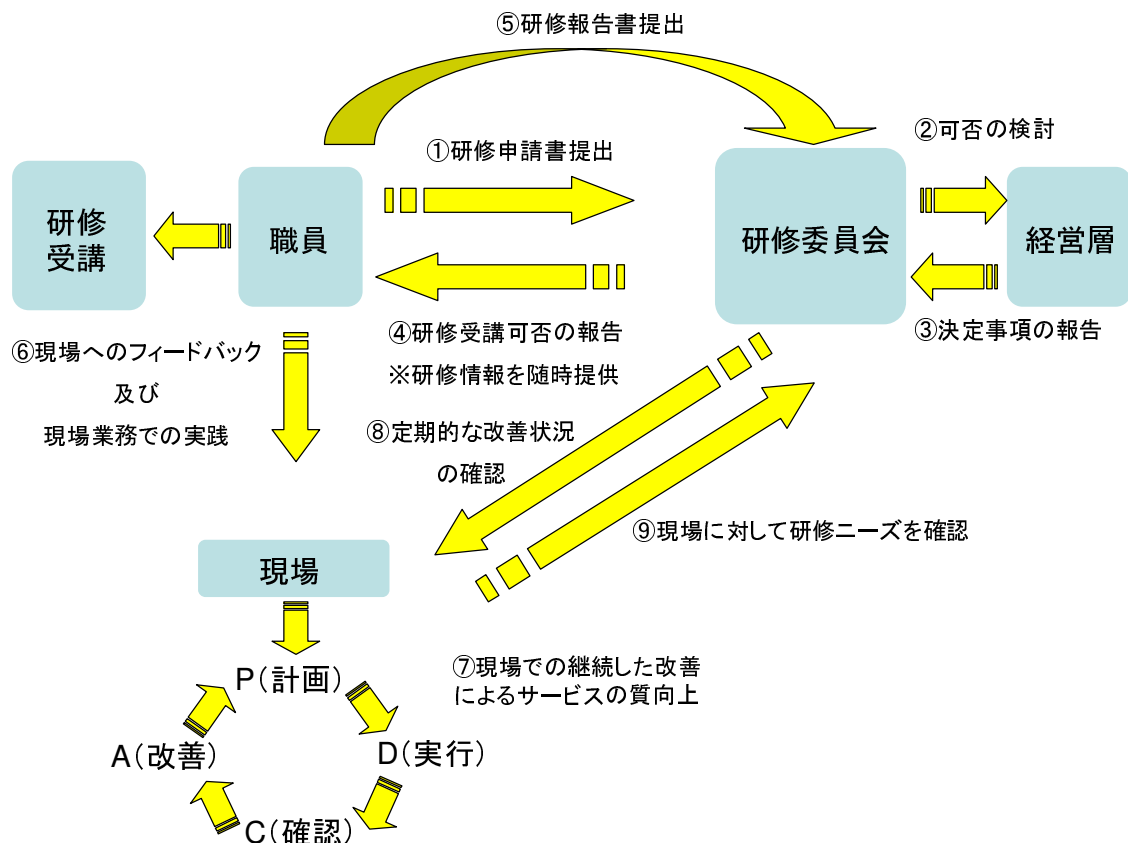 ⑤研修報告書提出
②可否の検討
①研修申請書提出
研修
受講
職員
研修委員会
経営層
④研修受講可否の報告
※研修情報を随時提供
③決定事項の報告
⑥現場へのフィードバック
及び
現場業務での実践
⑧定期的な改善状況
の確認
⑨現場に対して研修ニーズを確認
現場
⑦現場での継続した改善
によるサービスの質向上
P(計画)
D(実行)
A(改善)
C(確認)